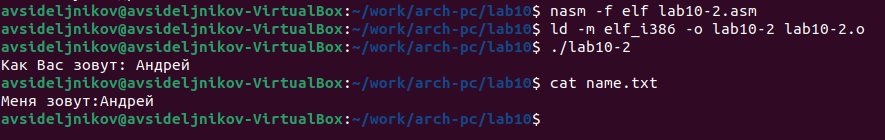 avsideljnikov@avsideljnikov-VirtualBox:~/work/arch-pc/lab10$ nasm -f elf lab10-2.asm
avsideljnikov@avsideljnikov-VirtualBox:~/work/arch-pc/lab10$ ld -m elf_i386 -o lab10-2 lab10-2.o
avsideljnikov@avsideljnikov-VirtualBox:~/work/arch-pc/lab10$ ./lab10-2
Как Вас зовут: Андрей
avsideljnikov@avsideljnikov-VirtualBox:~/work/arch-pc/lab10$ cat name.txt
Меня зовут:Андрей
avsideljnikov@avsideljnikov-VirtualBox:~/work/arch-pc/lab10$